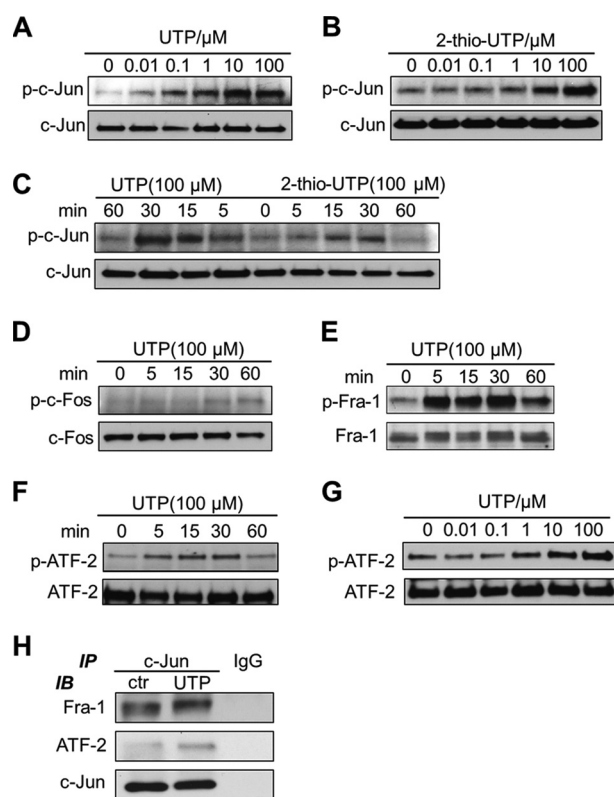 A
UTP/µM
0 0.01 0.1 1 10 100
p-c-Jun
c-Jun
B
2-thio-UTP/µM
0 0.01 0.1 1 10 100
p-c-Jun
c-Jun
C
UTP(100 µM) 2-thio-UTP(100 µM)
min 60 30 15 5 0 5 15 30 60
p-c-Jun
c-Jun
D
UTP(100 µM)
min 0 5 15 30 60
p-c-Fos
c-Fos
E
UTP(100 µM)
min 0 5 15 30 60
p-Fra-1
Fra-1
F
UTP(100 µM)
min 0 5 15 30 60
p-ATF-2
ATF-2
G
UTP/µM
0 0.01 0.1 1 10 100
p-ATF-2
ATF-2
H
IP c-Jun IgG
IB ctr UTP
Fra-1
ATF-2
c-Jun